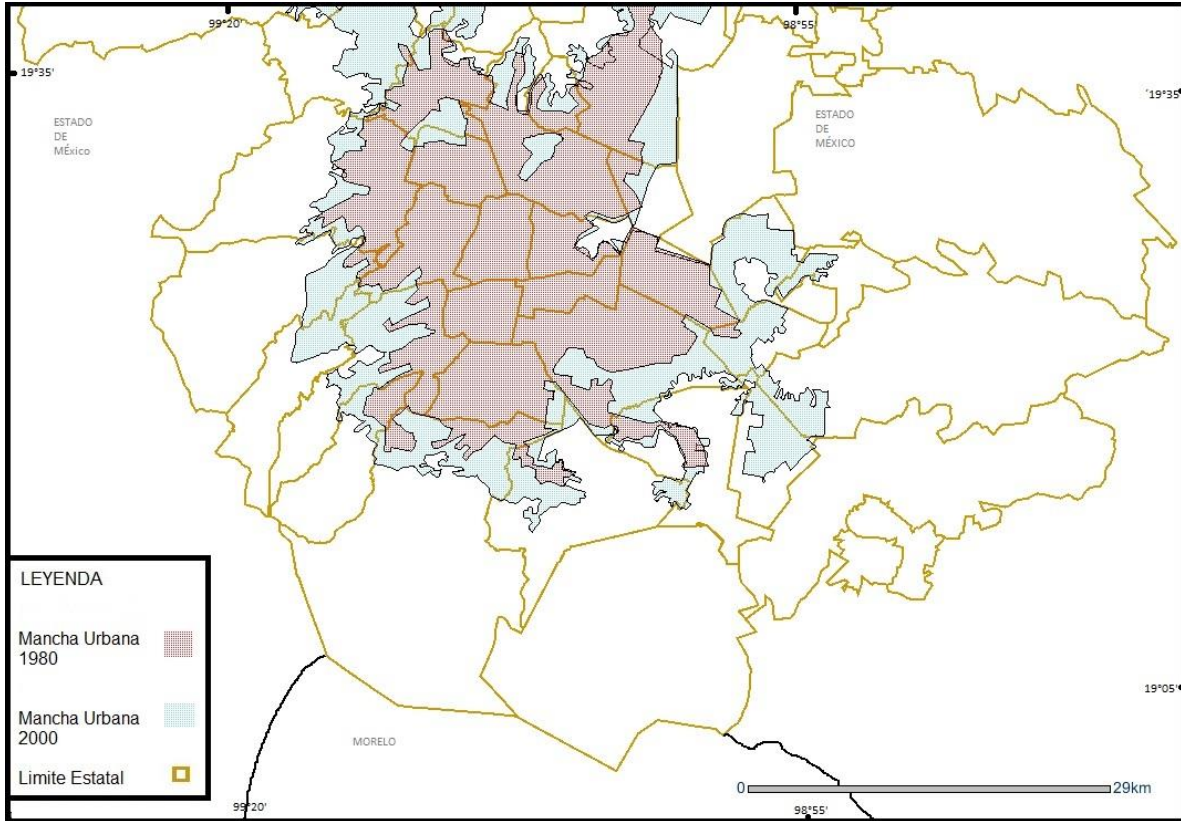 99°20'
98°55'
19°35'
19°35'
ESTADO
DE
MÉxico
ESTADO
DE
MÉXICO
LEYENDA
Mancha Urbana
1980
Mancha Urbana
2000
Limite Estatal
19°05'
MORELO
0
29km
99°20'
98°55'